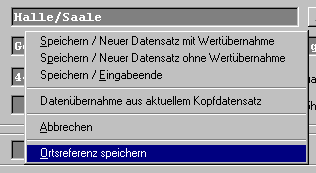 Halle/Saale
Speichern / Neuer Datensatz mit Wertübernahme
Speichern / Neuer Datensatz ohne Wertübernahme
Speichern / Eingabeende
Datenübernahme aus aktuellem Kopfdatensatz
Abbrechen
Ortsreferenz speichern